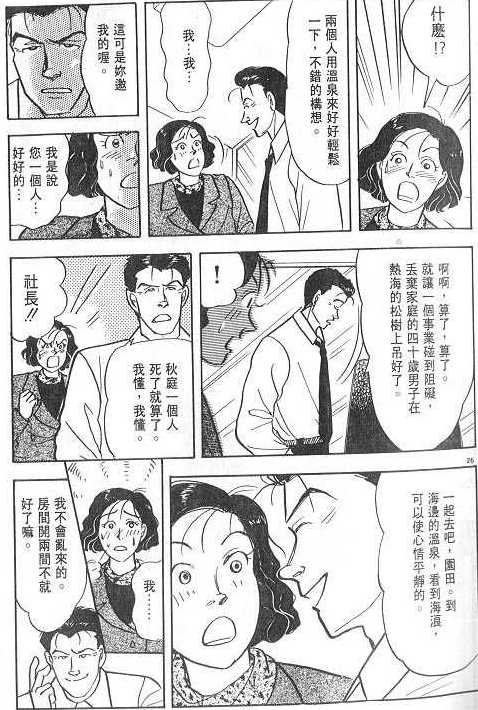 什麼!?
兩個人用溫泉來好好輕鬆
一下,不錯的構想。
我…我…
這可是妳邀
我的喔。
我是說
您一個人…
好好的…
啊啊,算了,算了。
就讓一個事業碰到阻礙,
丟棄家庭的四十歲男子在
熱海的松樹上吊好了。
!
秋庭一個人
死了就算了。
我懂,我懂。
社長!!
26
一起去吧,園田。到
海邊的溫泉,看到海浪,
可以使心情平靜的。
我…
我不會亂來的。
房間開兩間不就
好了嘛。